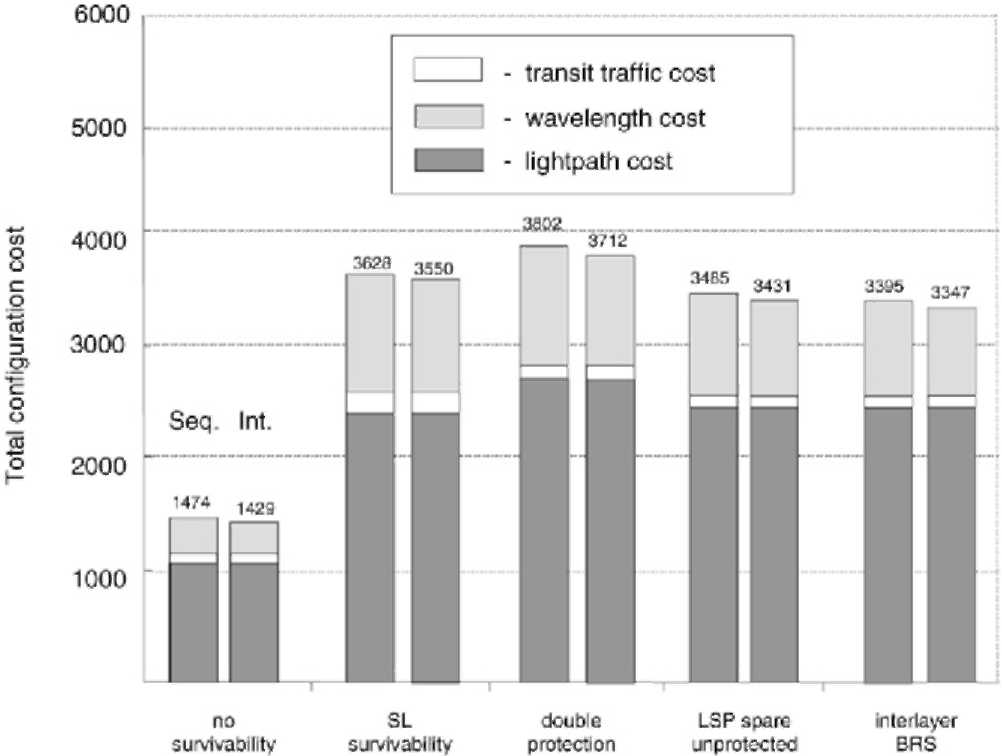 6000
- transit traffic cost
- wavelength cost
- lightpath cost
5000
4000
3000
2000
1000
Total configuration cost
Seq. Int.
1474 1429
3628 3550
3802 3712
3485 3431
3395 3347
no survivability
SL survivability
double protection
LSP spare unprotected
interlayer BRS